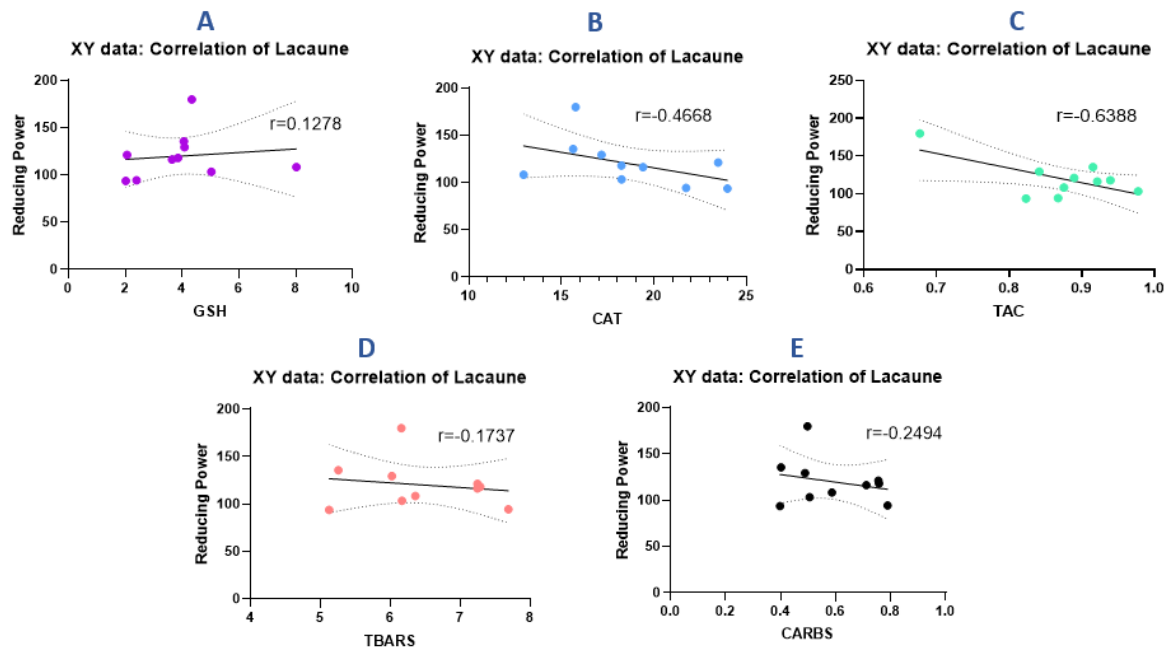 A
XY data: Correlation of Lacaune
r=0.1278
Reducing Power
200
150
100
50
0
0 2 4 6 8 10
GSH
B
XY data: Correlation of Lacaune
r=-0.4668
Reducing Power
200
150
100
50
0
10 15 20 25
CAT
C
XY data: Correlation of Lacaune
r=-0.6388
Reducing Power
250
200
150
100
50
0
0.6 0.7 0.8 0.9 1.0
TAC
D
XY data: Correlation of Lacaune
r=-0.1737
Reducing Power
200
150
100
50
0
4 5 6 7 8
TBARS
E
XY data: Correlation of Lacaune
r=-0.2494
Reducing Power
200
150
100
50
0
0.0 0.2 0.4 0.6 0.8 1.0
CARBS